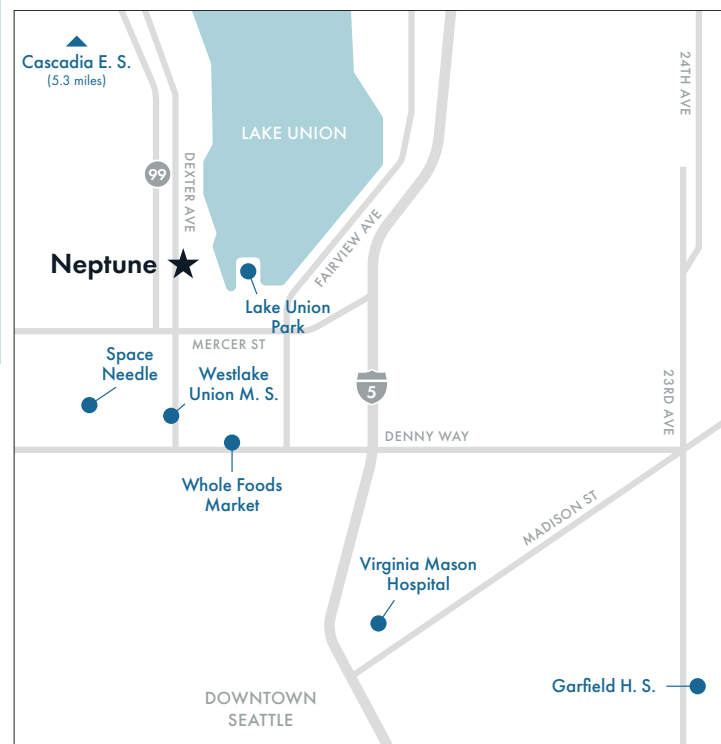 Cascadia E. S.
(5.3 miles)
LAKE UNION
24TH AVE
99
DEXTER AVE
FAIRVIEW AVE
Neptune
Lake Union
Park
MERCER ST
Space
Needle
Westlake
Union M. S.
5
23RD AVE
DENNY WAY
Whole Foods
Market
MADISON ST
Virginia Mason
Hospital
Garfield H. S.
DOWNTOWN
SEATTLE